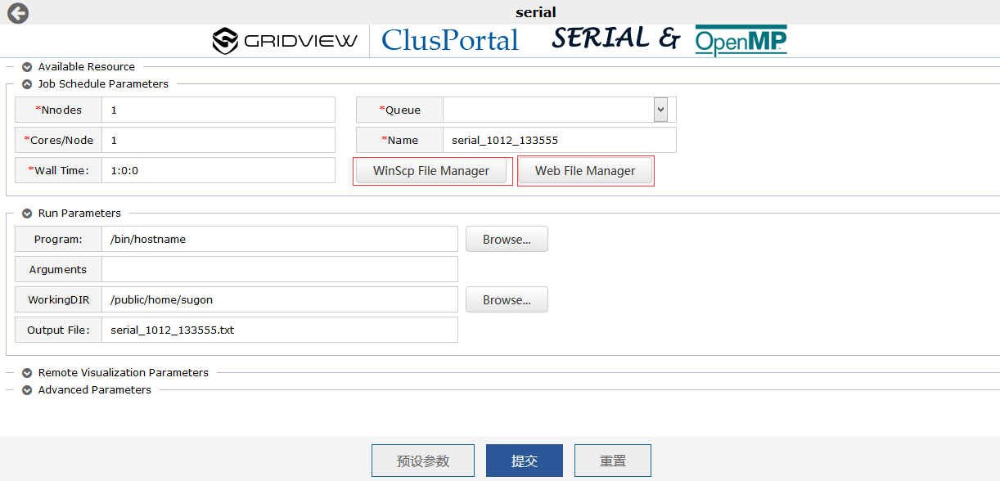 serial
GRIDVIEW ClusPortal SERIAL & OpenMP
Available Resource
Job Schedule Parameters
*Nnodes 1 *Queue
*Cores/Node 1 *Name serial_1012_133555
*Wall Time: 1:0:0 WinScp File Manager Web File Manager
Run Parameters
Program: /bin/hostname Browse...
Arguments
WorkingDIR /public/home/sugon Browse...
Output File: serial_1012_133555.txt
Remote Visualization Parameters
Advanced Parameters
预设参数 提交 重置